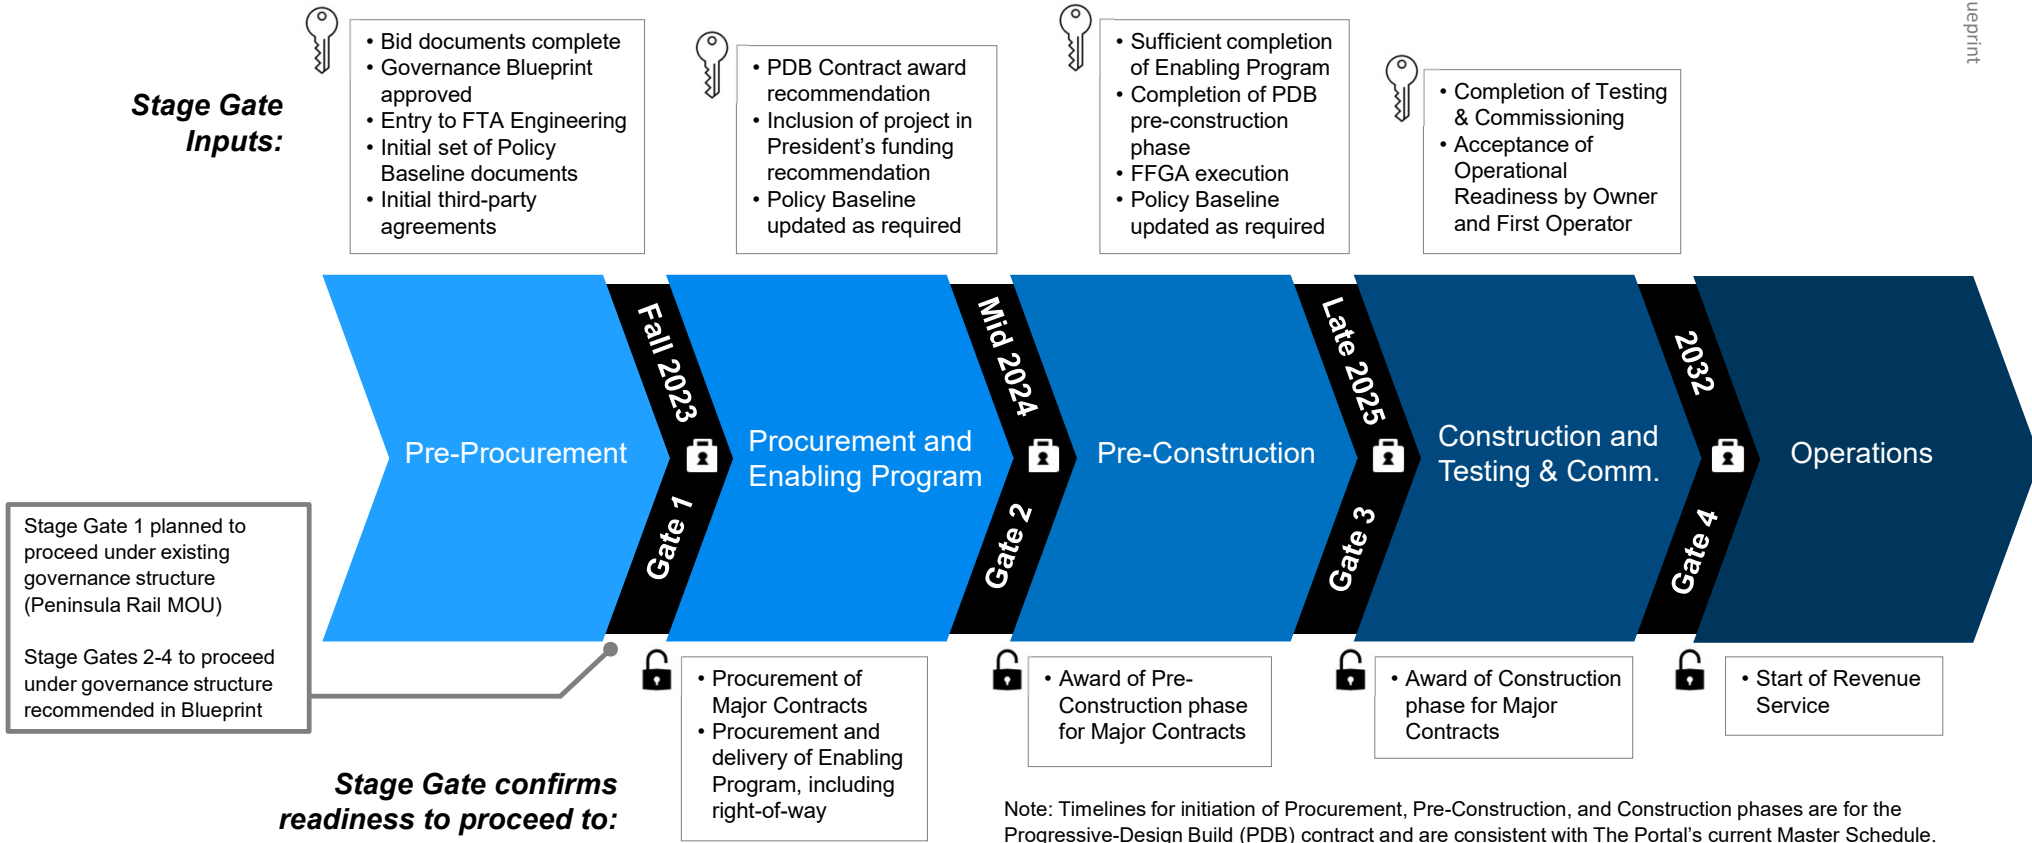 Stage Gate
Inputs:
• Bid documents complete
• Governance Blueprint
approved
• Entry to FTA Engineering
• Initial set of Policy
Baseline documents
• Initial third-party
agreements
• PDB Contract award
recommendation
• Inclusion of project in
President’s funding
recommendation
• Policy Baseline
updated as required
• Sufficient completion
of Enabling Program
• Completion of PDB
pre-construction
phase
• FFGA execution
• Policy Baseline
updated as required
• Completion of Testing
& Commissioning
• Acceptance of
Operational
Readiness by Owner
and First Operator
Pre-Procurement
Fall 2023
Gate 1
Procurement and
Enabling Program
Mid 2024
Gate 2
Pre-Construction
Late 2025
Gate 3
Construction and
Testing & Comm.
2032
Gate 4
Operations
Stage Gate 1 planned to
proceed under existing
governance structure
(Peninsula Rail MOU)
Stage Gates 2-4 to proceed
under governance structure
recommended in Blueprint
Stage Gate confirms
readiness to proceed to:
• Procurement of
Major Contracts
• Procurement and
delivery of Enabling
Program, including
right-of-way
• Award of Pre-
Construction phase
for Major Contracts
• Award of Construction
phase for Major
Contracts
• Start of Revenue
Service
Note: Timelines for initiation of Procurement, Pre-Construction, and Construction phases are for the
Progressive-Design Build (PDB) contract and are consistent with The Portal’s current Master Schedule.
ueprint